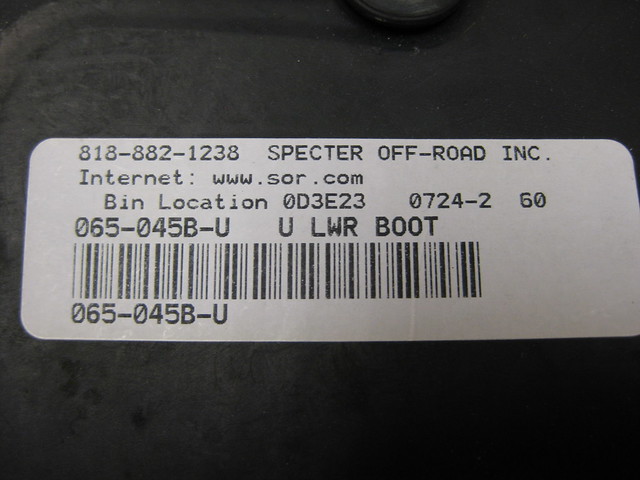 818-882-1238 SPECTER OFF-ROAD INC.
Internet: www.sor.com
Bin Location 0D3E23 0724-2 60
065-045B-U U LWR BOOT
065-045B-U